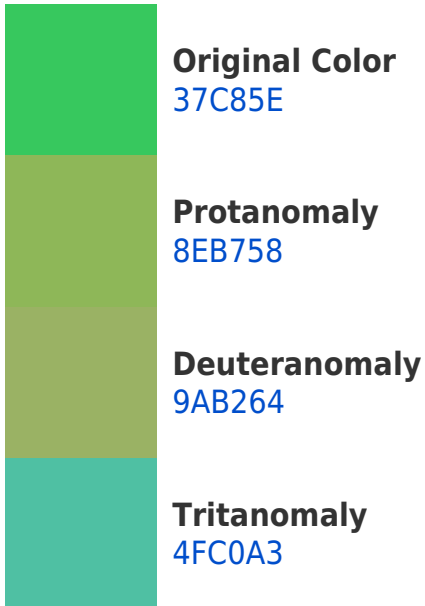 Original Color
37C85E
Protanomaly
8EB758
Deuteranomaly
9AB264
Tritanomaly
4FC0A3